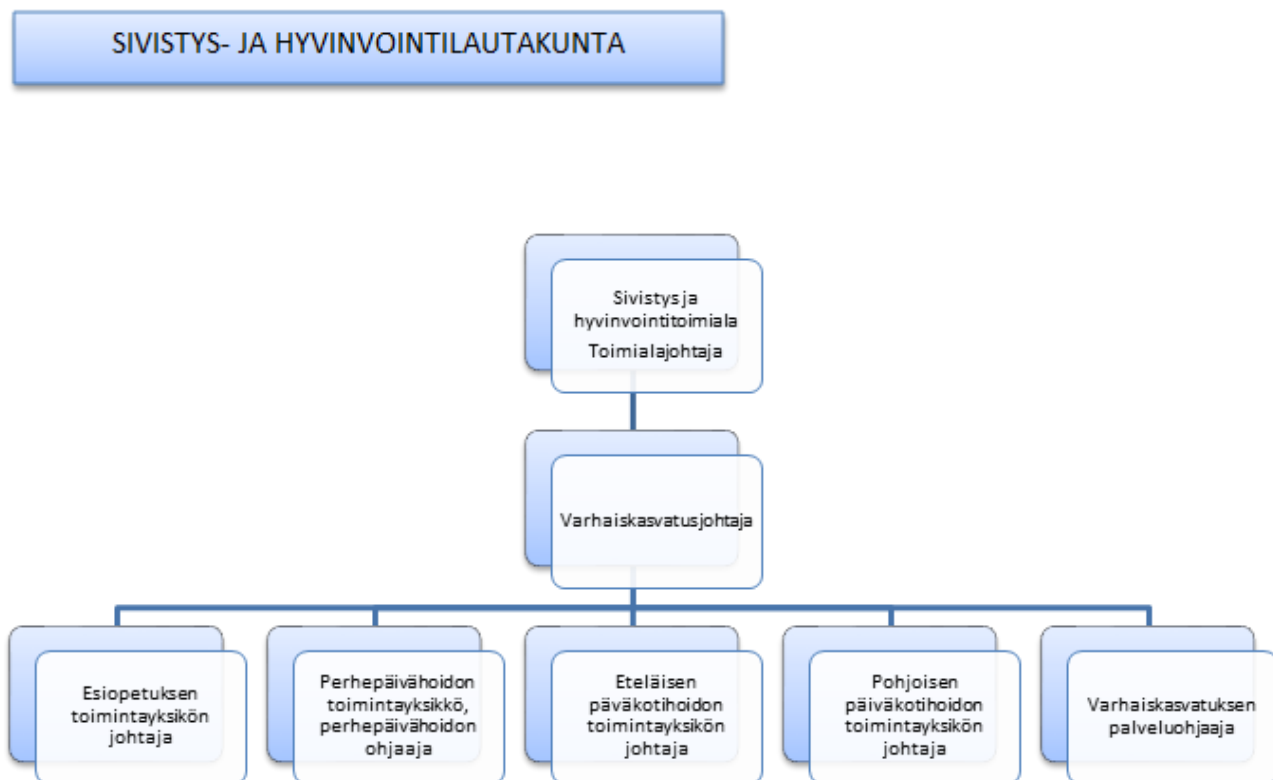 SIVISTYS- JA HYVINVOINTILAUTAKUNTA
Sivistys ja
hyvinvointitoimiala
Toimialajohtaja
Varhaiskasvatusjohtaja
Esiopetuksen
toimintayksikön
johtaja
Perhepäivähoidon
toimintayksikkö,
perhepäivähoidon
ohjaaja
Eteläisen
päväkotihoidon
toimintayksikön
johtaja
Pohjoisen
päiväkotihoidon
toimintayksikön
johtaja
Varhaiskasvatuksen
palveluohjaaja